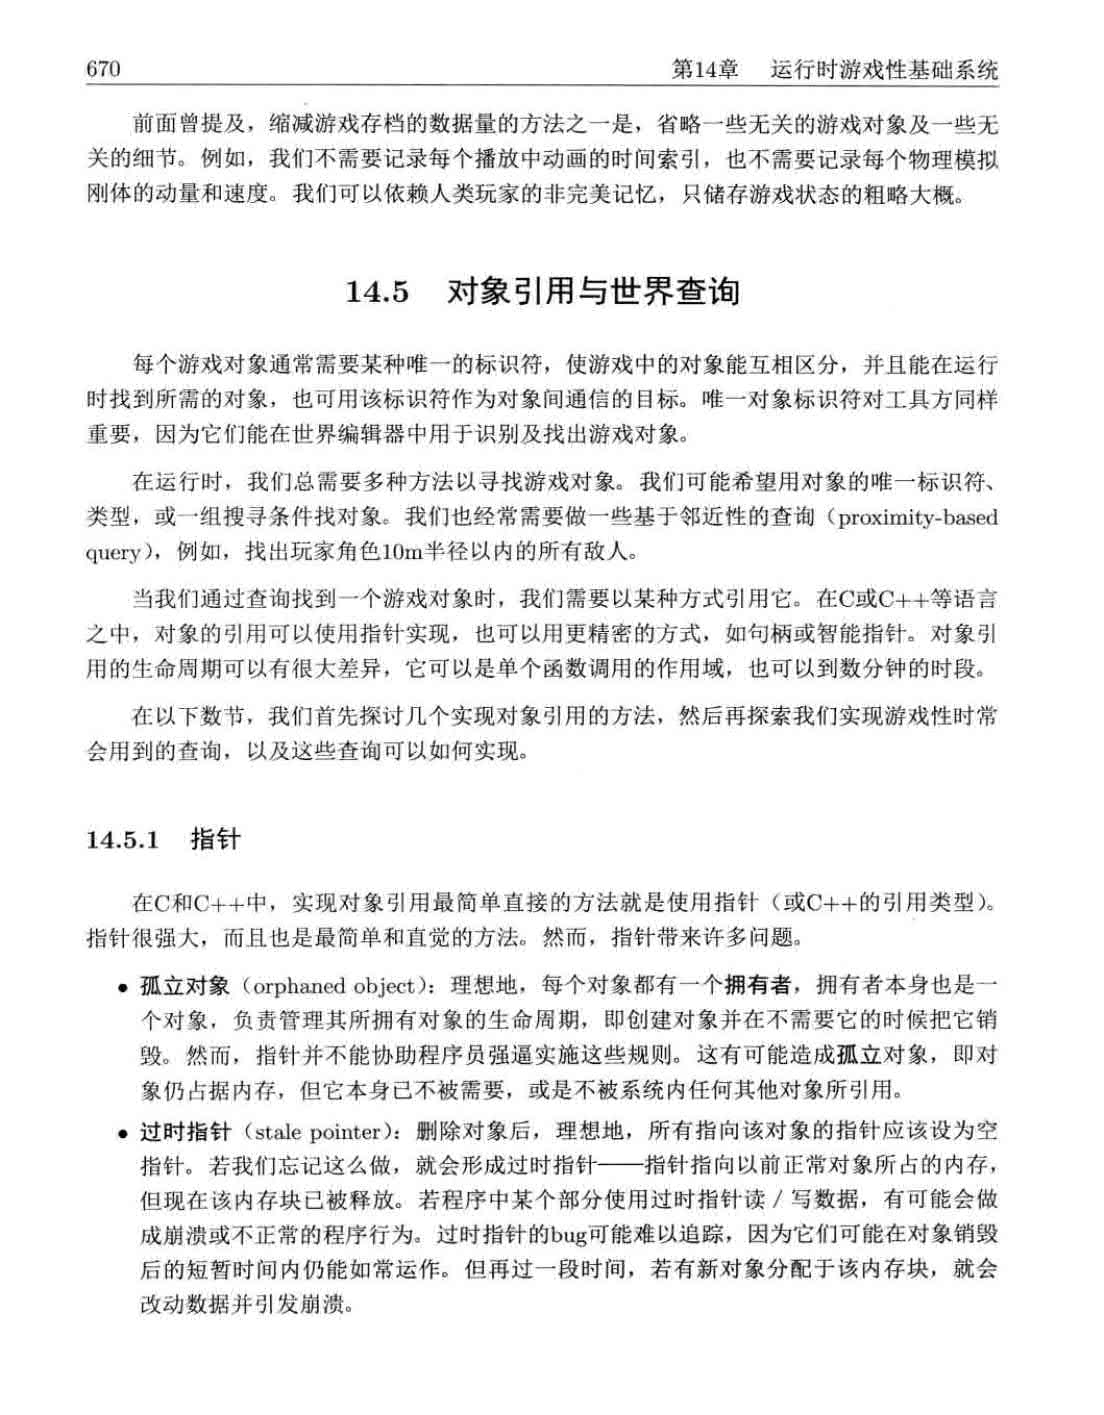 670
第14章 运行时游戏性基础系统
前面曾提及，缩减游戏存档的数据量的方法之一是，省略一些无关的游戏对象及一些无
关的细节。例如，我们不需要记录每个播放中动画的时间索引，也不需要记录每个物理模拟
刚体的动量和速度。我们可以依赖人类玩家的非完美记忆，只储存游戏状态的粗略大概。
14.5 对象引用与世界查询
每个游戏对象通常需要某种唯一的标识符，使游戏中的对象能互相区分，并且能在运行
时找到所需的对象，也可用该标识符作为对象间通信的目标。唯一对象标识符对工具方同样
重要，因为它们能在世界编辑器中用于识别及找出游戏对象。
在运行时，我们总需要多种方法以寻找游戏对象。我们可能希望用对象的唯一标识符、
类型，或一组搜寻条件找对象。我们也经常需要做一些基于邻近性的查询（proximity-based
query），例如，找出玩家角色10m半径以内的所有敌人。
当我们通过查询找到一个游戏对象时，我们需要以某种方式引用它。在C或C++等语言
之中，对象的引用可以使用指针实现，也可以用更精密的方式，如句柄或智能指针。对象引
用的生命周期可以有很大差异，它可以是单个函数调用的作用域，也可以到数分钟的时段。
在以下数节，我们首先探讨几个实现对象引用的方法，然后再探索我们实现游戏性时常
会用到的查询，以及这些查询可以如何实现。
14.5.1 指针
在C和C++中，实现对象引用最简单直接的方法就是使用指针（或C++的引用类型）。
指针很强大，而且也是最简单和直觉的方法。然而，指针带来许多问题。
• 孤立对象（orphaned object）：理想地，每个对象都有一个拥有者，拥有者本身也是一
个对象，负责管理其所拥有对象的生命周期，即创建对象并在不需要它的时候把它销
毁。然而，指针并不能协助程序员强逼实施这些规则。这有可能造成孤立对象，即对
象仍占据内存，但它本身已不被需要，或是不被系统内任何其他对象所引用。
• 过时指针（stale pointer）：删除对象后，理想地，所有指向该对象的指针应该设为空
指针。若我们忘记这么做，就会形成过时指针——指针指向以前正常对象所占的内存，
但现在该内存块已被释放。若程序中某个部分使用过时指针读／写数据，有可能会做
成崩溃或不正常的程序行为。过时指针的bug可能难以追踪，因为它们可能在对象销毁
后的短暂时间内仍能如常运作。但再过一段时间，若有新对象分配于该内存块，就会
改动数据并引发崩溃。